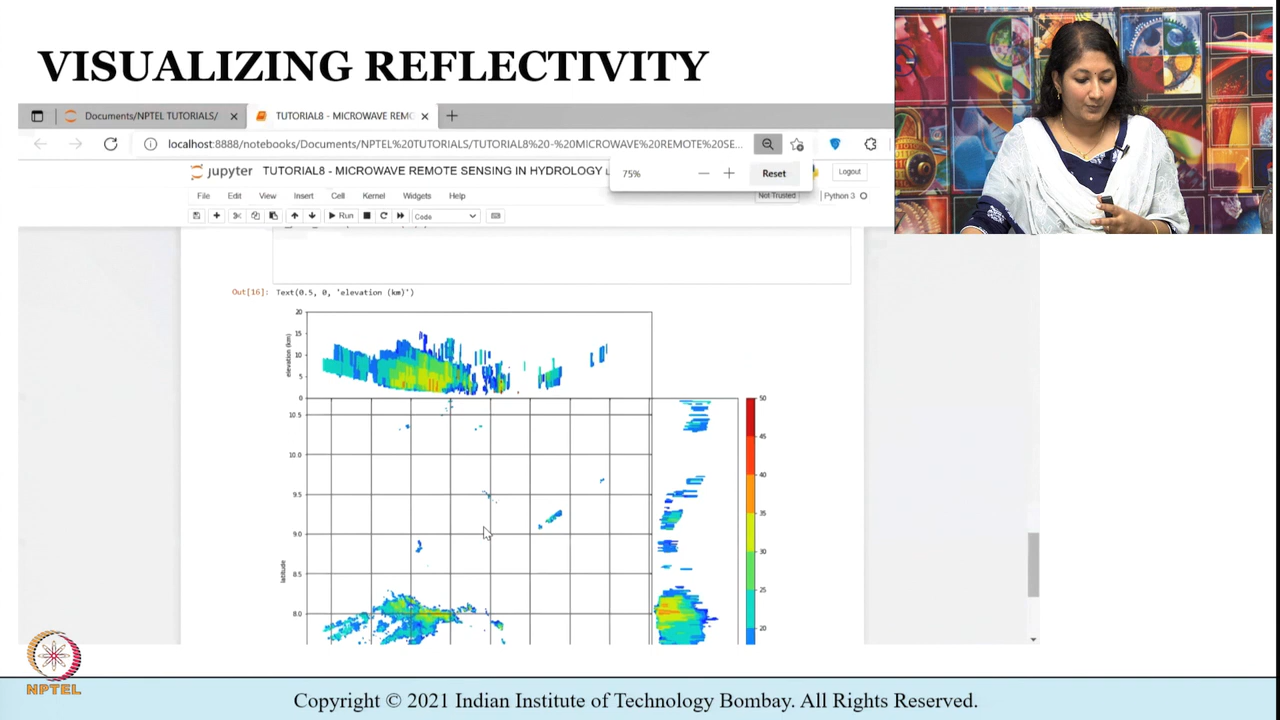 VISUALIZING REFLECTIVITY
Documents/NPTEL TUTORIALS/
TUTORIAL8 - MICROWAVE REMO
localhost:8888/notebooks/Documents/NPTEL%20TUTORIALS/TUTORIAL8%20-%20MICROWAVE%20REMOTE%20SE...
jupyter TUTORIAL8 - MICROWAVE REMOTE SENSING IN HYDROLOGY
75%
Reset
Logout
File Edit View Insert Cell Kernel Widgets Help
Not Trusted
Python 3
Run
Code
Out[16]: Text(0.5, 0, 'elevation (km)')
20
15
10
5
0
elevation (km)
10.5
10.0
9.5
9.0
8.5
8.0
latitude
50
45
40
35
30
25
20
NPTEL
Copyright © 2021 Indian Institute of Technology Bombay. All Rights Reserved.